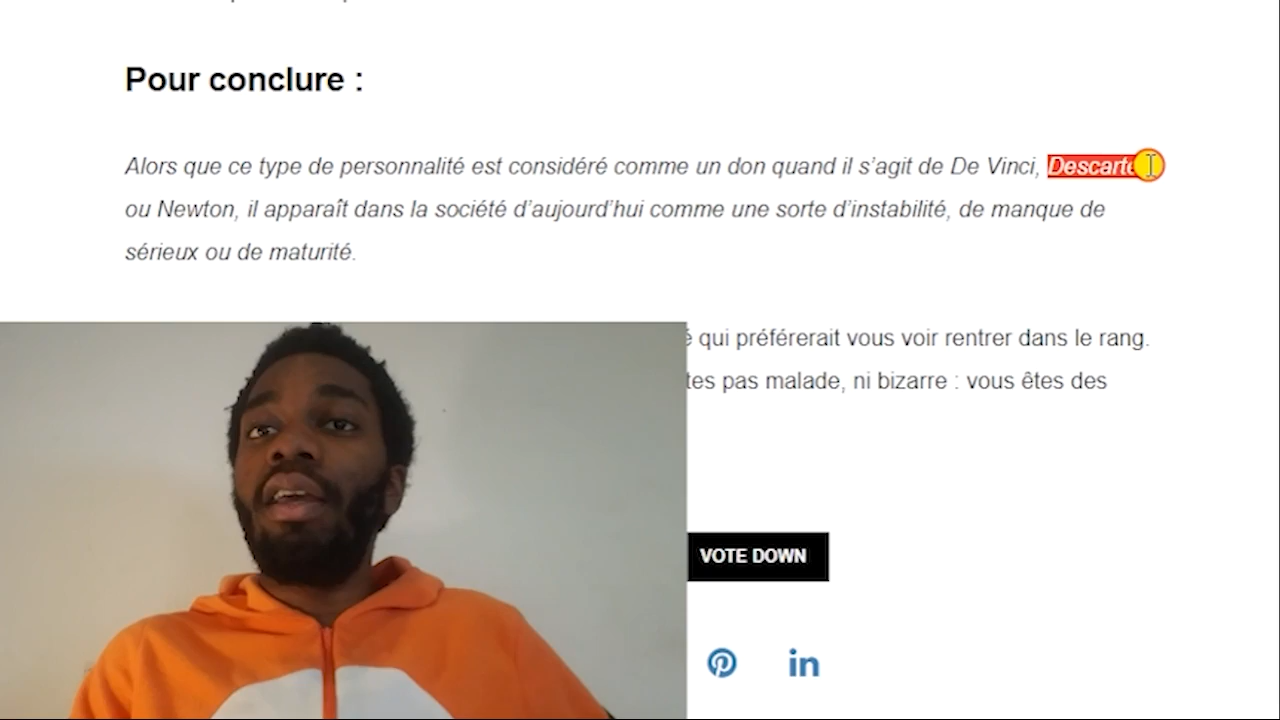 Pour conclure :
Alors que ce type de personnalité est considéré comme un don quand il s’agit de De Vinci, Descartes
ou Newton, il apparaît dans la société d’aujourd’hui comme une sorte d’instabilité, de manque de
sérieux ou de maturité.
qui préférerait vous voir rentrer dans le rang.
pas malade, ni bizarre : vous êtes des
VOTE DOWN
in